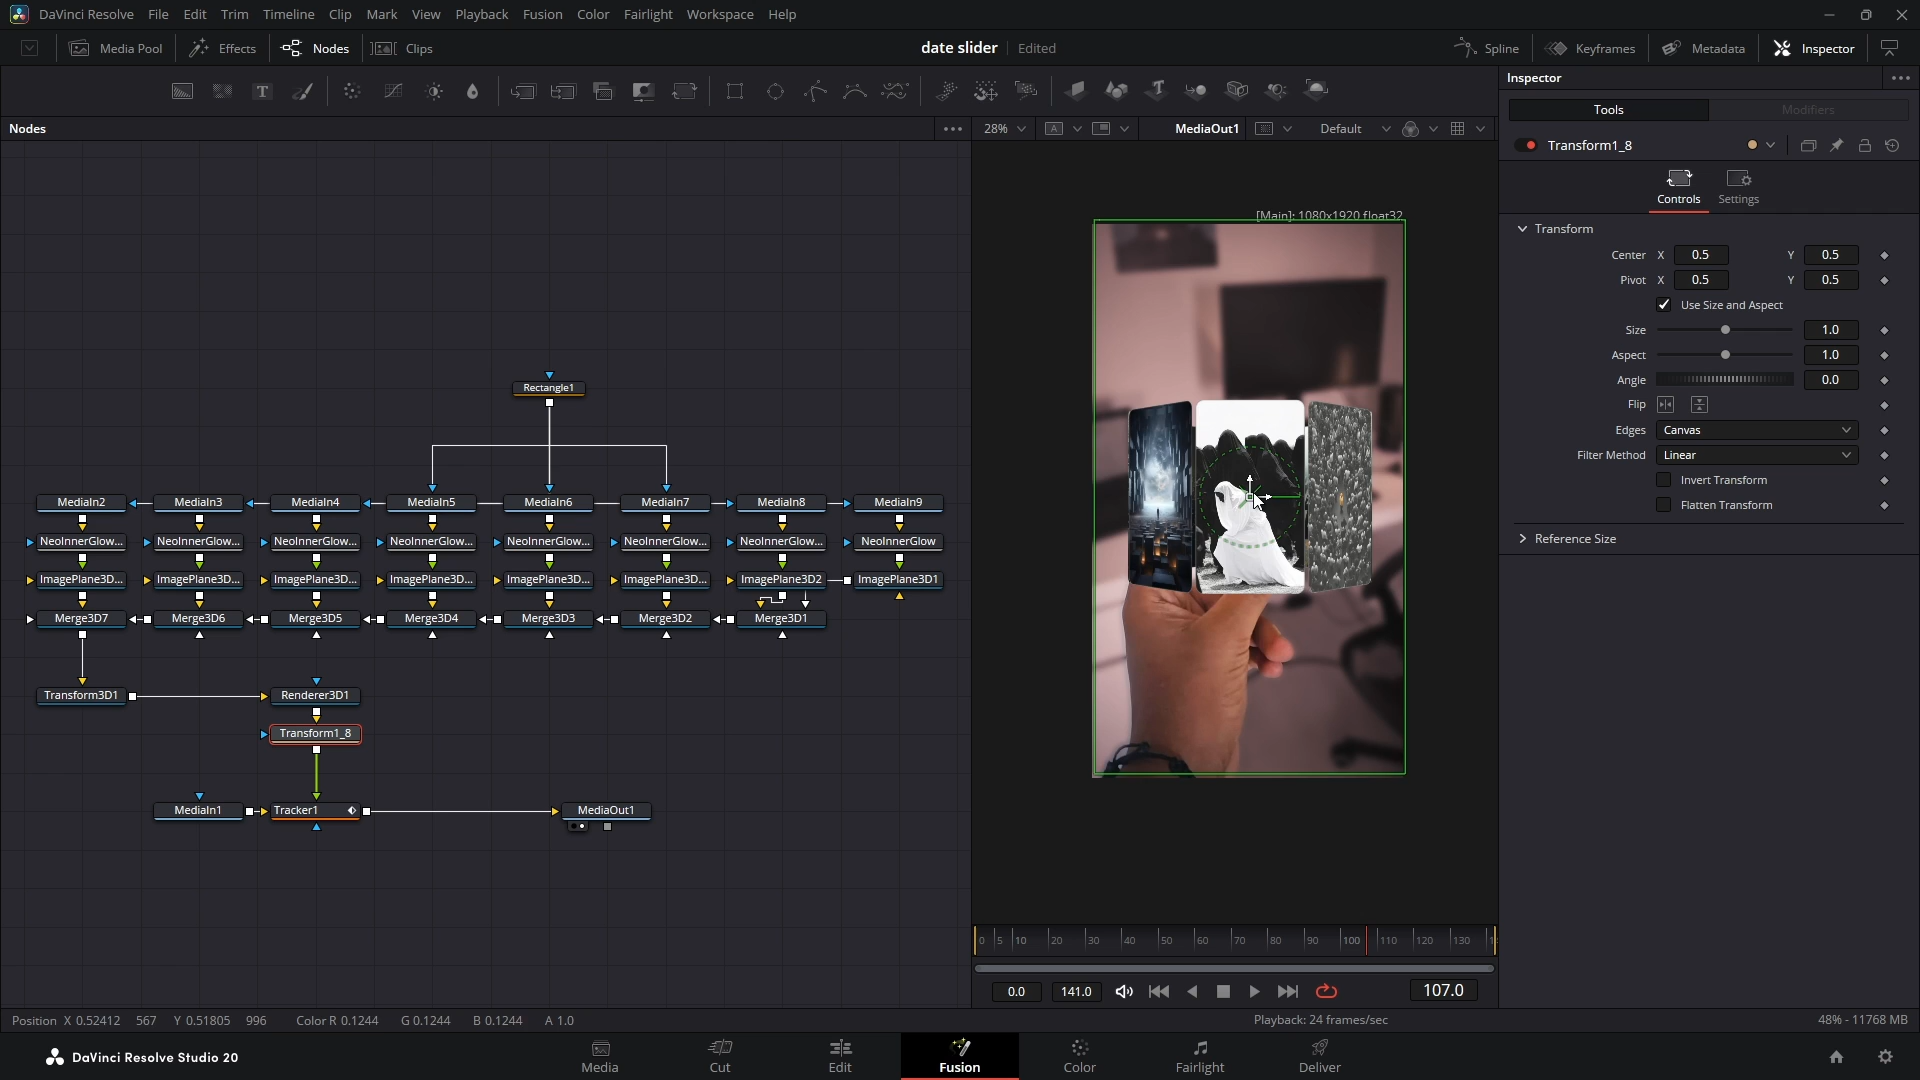 DaVinci Resolve File Edit Trim Timeline Clip Mark View Playback Fusion Color Fairlight Workspace Help
Media Pool Effects Nodes Clips date slider Edited Spline Keyframes Metadata Inspector
Inspector
Tools Modifiers
Nodes 28% A MediaOut1 Default
Transform1_8
Controls Settings
[Main]: 1080x1920 float32
Transform
Center X 0.5 Y 0.5
Pivot X 0.5 Y 0.5
Use Size and Aspect
Size 1.0
Aspect 1.0
Angle 0.0
Flip
Edges Canvas
Filter Method Linear
Invert Transform
Flatten Transform
Reference Size
Rectangle1
MediaIn2 MediaIn3 MediaIn4 MediaIn5 MediaIn6 MediaIn7 MediaIn8 MediaIn9
NeoInnerGlow... NeoInnerGlow... NeoInnerGlow... NeoInnerGlow... NeoInnerGlow... NeoInnerGlow... NeoInnerGlow... NeoInnerGlow
ImagePlane3D... ImagePlane3D... ImagePlane3D... ImagePlane3D... ImagePlane3D... ImagePlane3D... ImagePlane3D2 ImagePlane3D1
Merge3D7 Merge3D6 Merge3D5 Merge3D4 Merge3D3 Merge3D2 Merge3D1
Transform3D1 Renderer3D1
Transform1_8
MediaIn1 Tracker1 MediaOut1
0 5 10 20 30 40 50 60 70 80 90 100 110 120 130
0.0 141.0 107.0
Position X 0.52412 567 Y 0.51805 996 Color R 0.1244 G 0.1244 B 0.1244 A 1.0 Playback: 24 frames/sec 48% - 11768 MB
DaVinci Resolve Studio 20 Media Cut Edit Fusion Color Fairlight Deliver